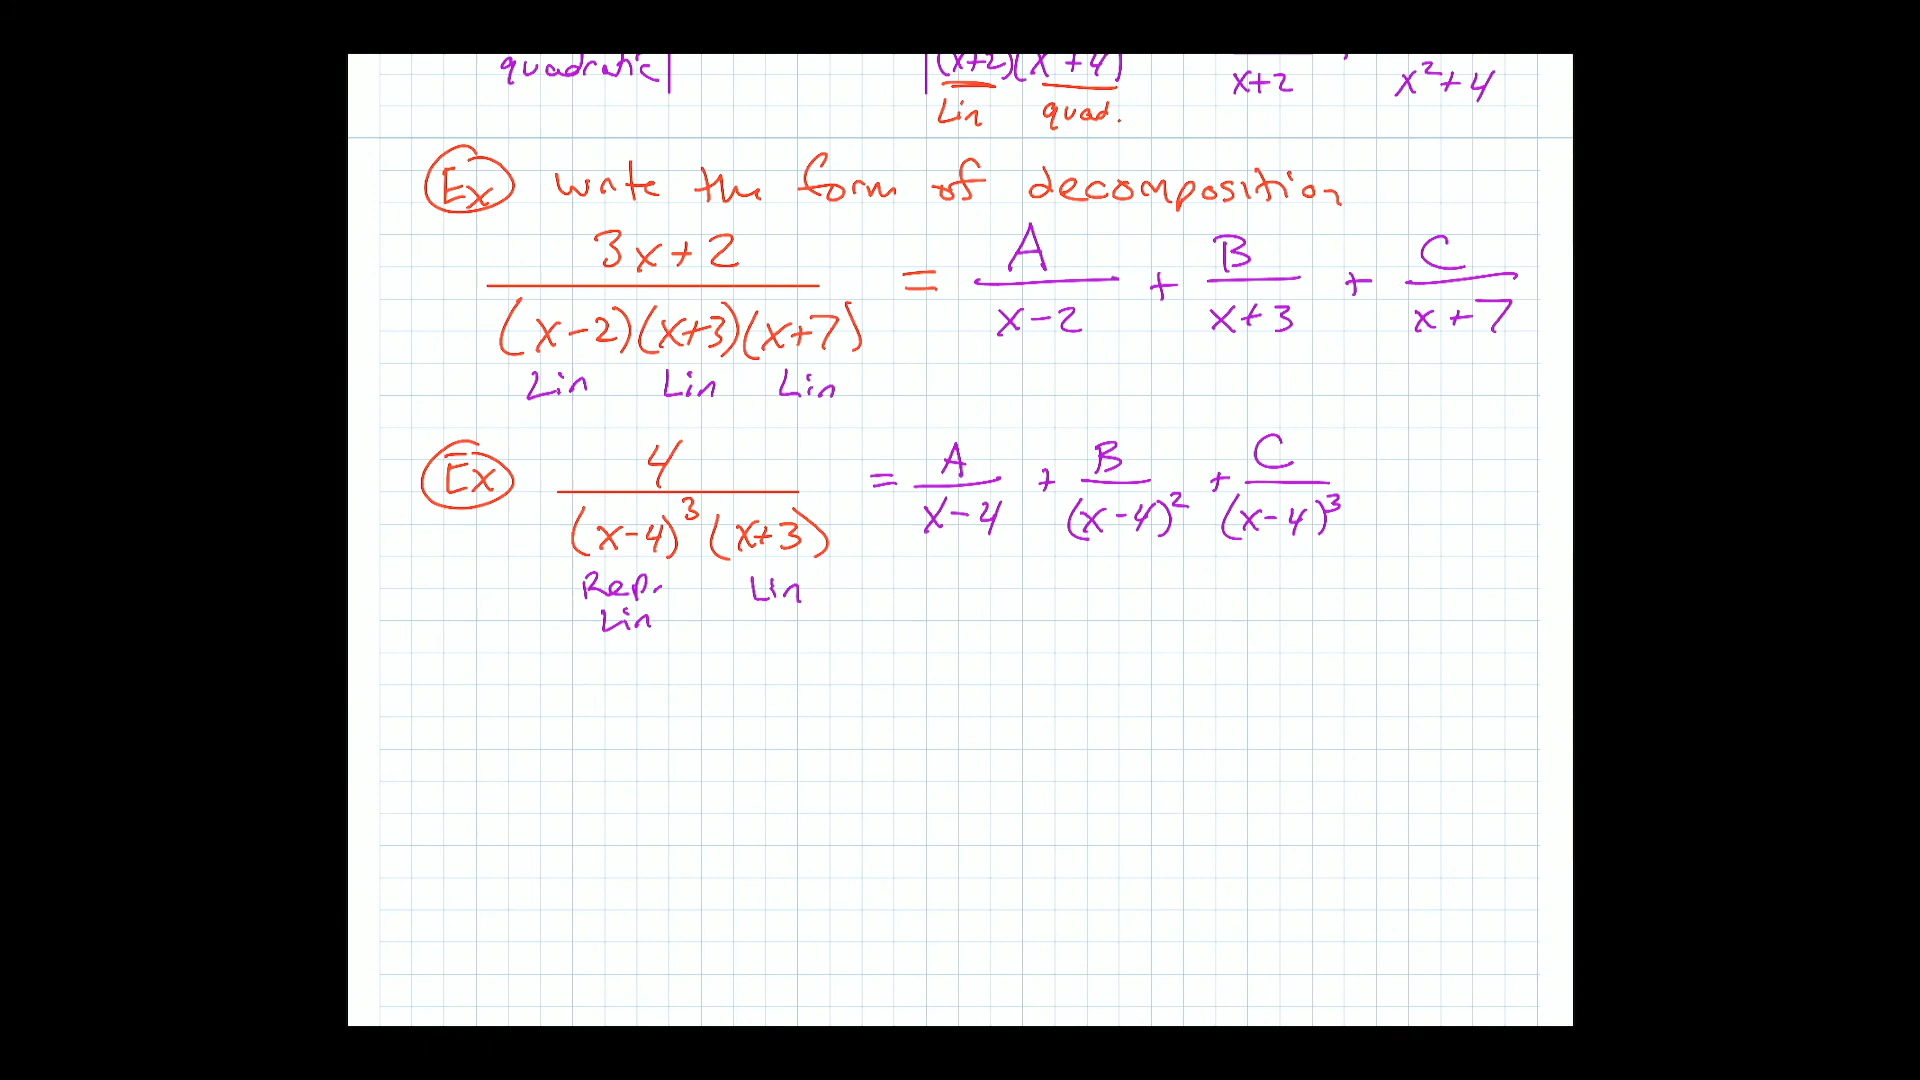 quadratic (x+2)(x²+4) x+2 x²+4
Lin quad.
Ex write the form of decomposition
3x+2 = A + B + C
(x-2)(x+3)(x+7) x-2 x+3 x+7
Lin Lin Lin
Ex 4 = A + B + C
(x-4)³(x+3) x-4 (x-4)² (x-4)³
Rep. Lin
Lin